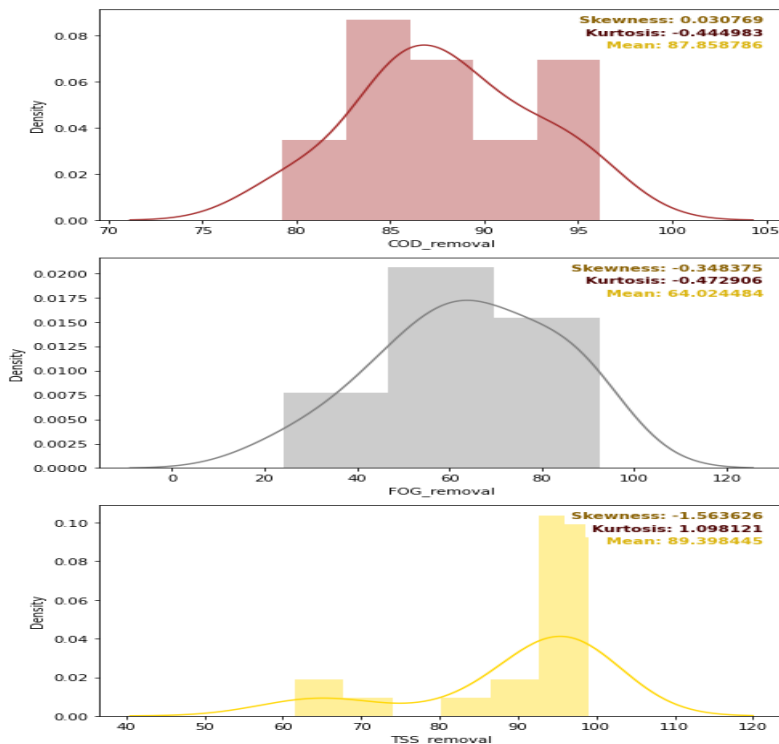 Skewness: 0.030769
Kurtosis: -0.444983
Mean: 87.858786
0.08
0.06
0.04
0.02
0.00
Density
70 75 80 85 90 95 100 105
COD_removal
Skewness: -0.348375
Kurtosis: -0.472906
Mean: 64.024484
0.0200
0.0175
0.0150
0.0125
0.0100
0.0075
0.0050
0.0025
0.0000
Density
0 20 40 60 80 100 120
FOG_removal
Skewness: -1.563626
Kurtosis: 1.098121
Mean: 89.398445
0.10
0.08
0.06
0.04
0.02
0.00
Density
40 50 60 70 80 90 100 110 120
TSS_removal